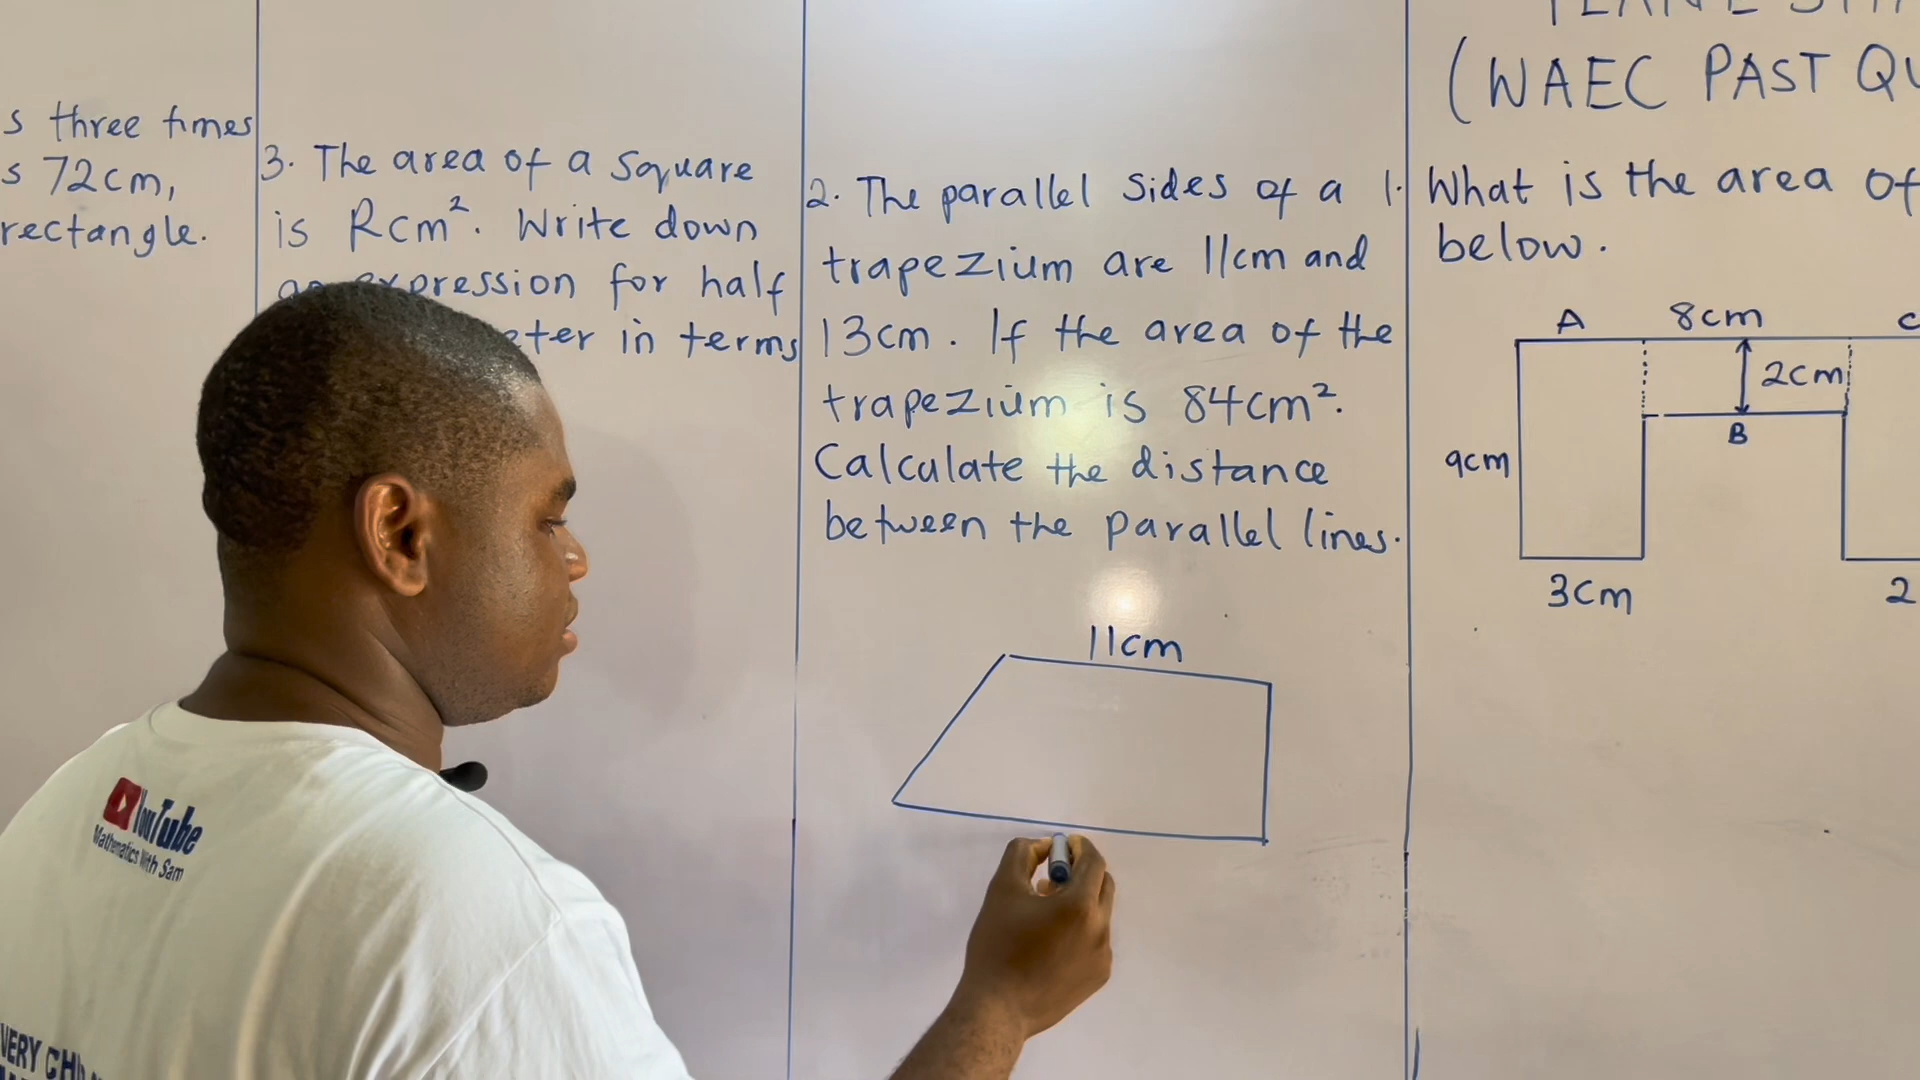 (WAEC PAST
s three times
s 72cm,
rectangle.
3. The area of a square
is Rcm². Write down
expression for half
in terms
2. The parallel sides of a
trapezium are 11cm and
13cm. If the area of the
trapezium is 84cm².
Calculate the distance
between the parallel lines.
11cm
1. What is the area of
below.
A 8cm C
2cm
B
9cm
3cm 2
YouTube
Mathematics With Sam
VERY